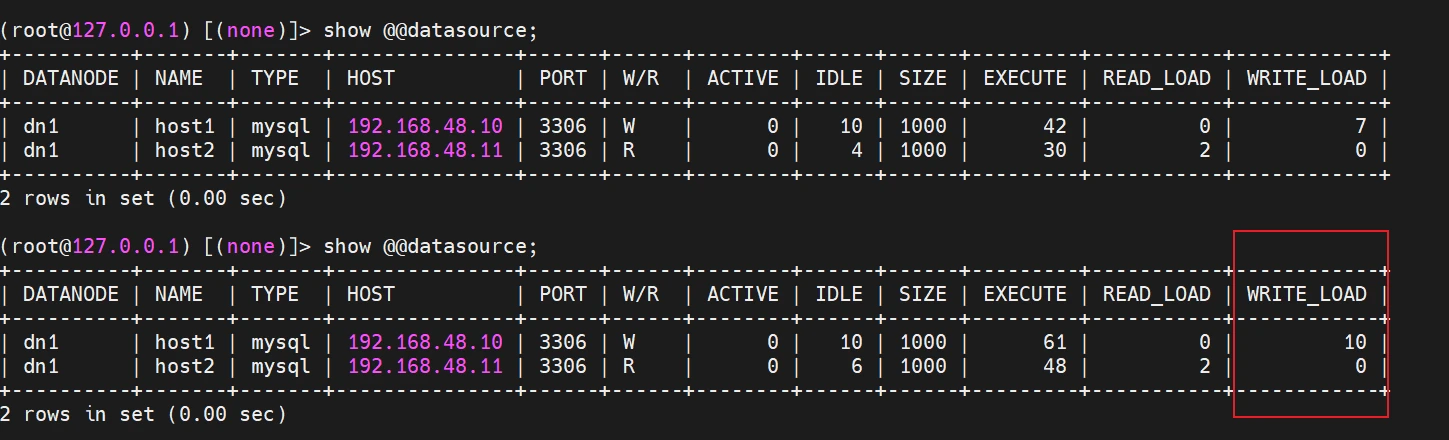 (root@127.0.0.1) [(none)]> show @@datasource;
+----------+-------+-------+---------------+------+------+--------+------+------+---------+-----------+------------+
| DATANODE | NAME  | TYPE  | HOST          | PORT | W/R  | ACTIVE | IDLE | SIZE | EXECUTE | READ_LOAD | WRITE_LOAD |
+----------+-------+-------+---------------+------+------+--------+------+------+---------+-----------+------------+
| dn1      | host1 | mysql | 192.168.48.10 | 3306 | W    |      0 |   10 | 1000 |      42 |         0 |          7 |
| dn1      | host2 | mysql | 192.168.48.11 | 3306 | R    |      0 |    4 | 1000 |      30 |         2 |          0 |
+----------+-------+-------+---------------+------+------+--------+------+------+---------+-----------+------------+
2 rows in set (0.00 sec)
(root@127.0.0.1) [(none)]> show @@datasource;
+----------+-------+-------+---------------+------+------+--------+------+------+---------+-----------+------------+
| DATANODE | NAME  | TYPE  | HOST          | PORT | W/R  | ACTIVE | IDLE | SIZE | EXECUTE | READ_LOAD | WRITE_LOAD |
+----------+-------+-------+---------------+------+------+--------+------+------+---------+-----------+------------+
| dn1      | host1 | mysql | 192.168.48.10 | 3306 | W    |      0 |   10 | 1000 |      61 |         0 |         10 |
| dn1      | host2 | mysql | 192.168.48.11 | 3306 | R    |      0 |    6 | 1000 |      48 |         2 |          0 |
+----------+-------+-------+---------------+------+------+--------+------+------+---------+-----------+------------+
2 rows in set (0.00 sec)